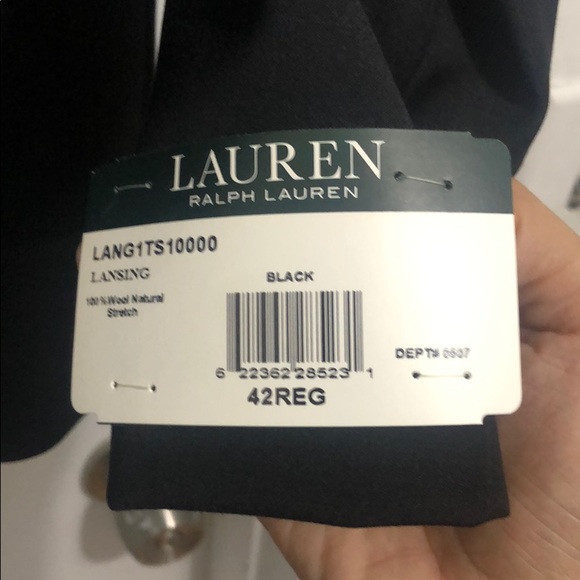 LAUREN
RALPH LAUREN
LANG1TS10000
LANSING
BLACK
100% Wool Natural
Stretch
DEPT# 0507
6 22362 28523 1
42REG